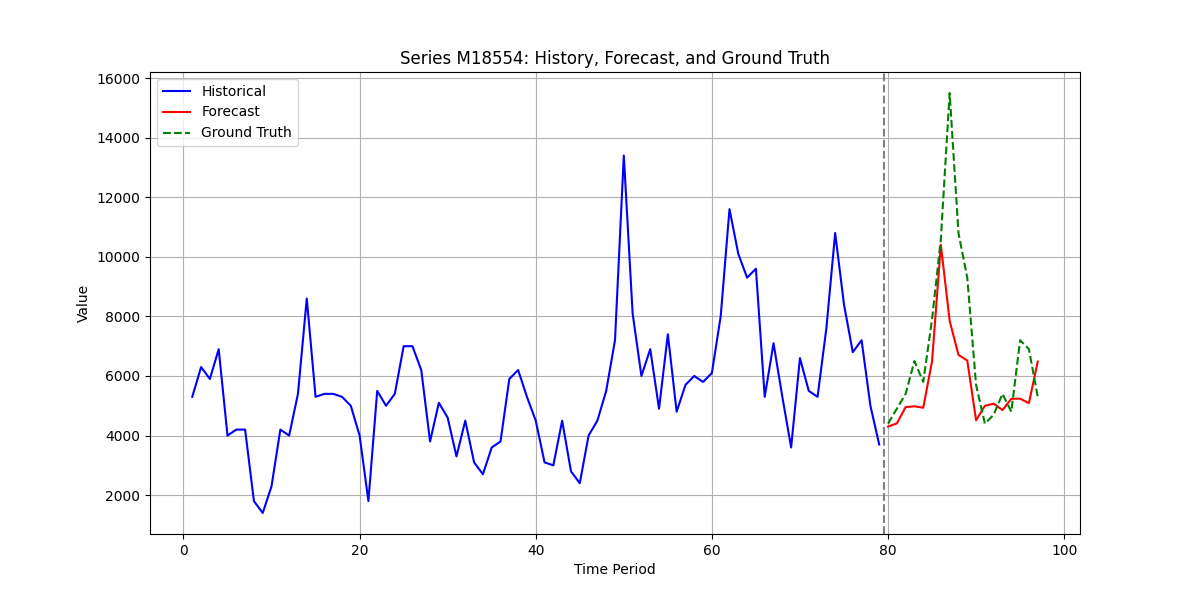 Series M18554: History, Forecast, and Ground Truth
16000
14000
12000
10000
8000
6000
4000
2000
Value
Historical
Forecast
Ground Truth
0
20
40
60
80
100
Time Period